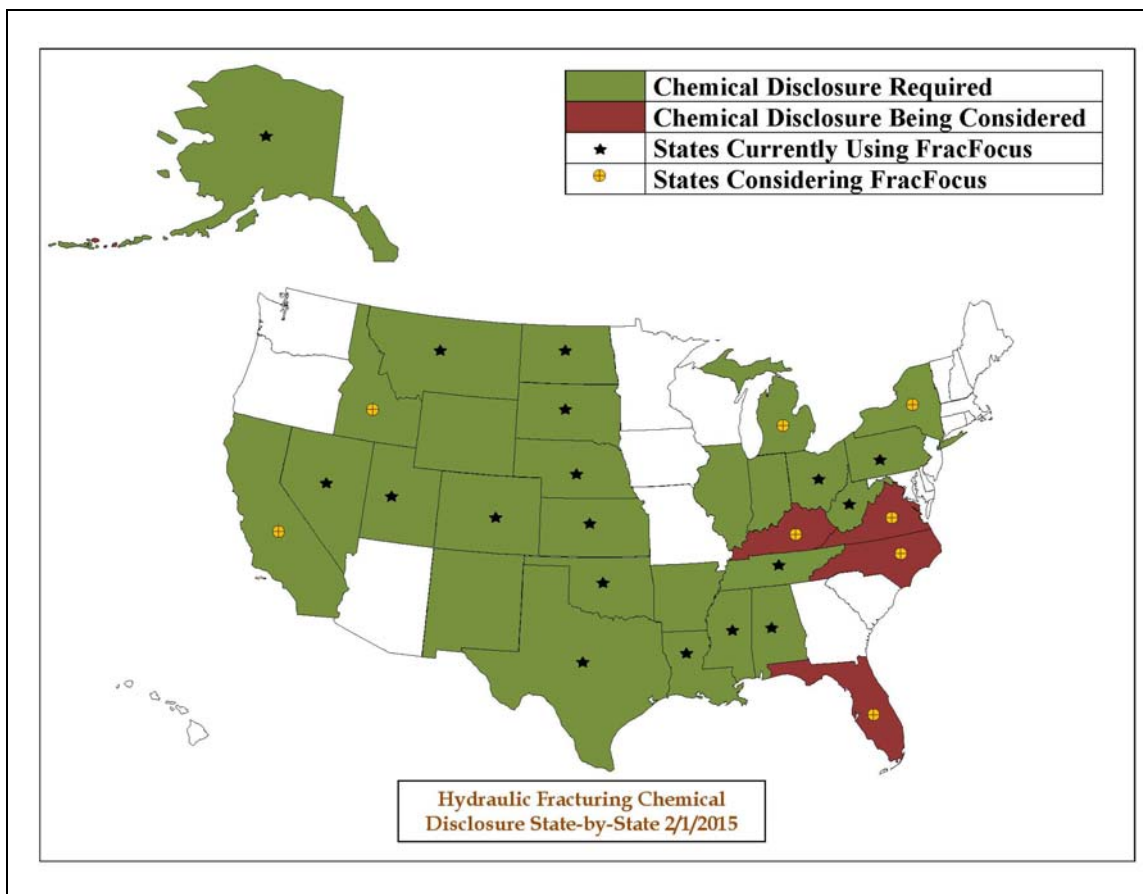 Chemical Disclosure Required
Chemical Disclosure Being Considered
States Currently Using FracFocus
States Considering FracFocus
Hydraulic Fracturing Chemical
Disclosure State-by-State 2/1/2015